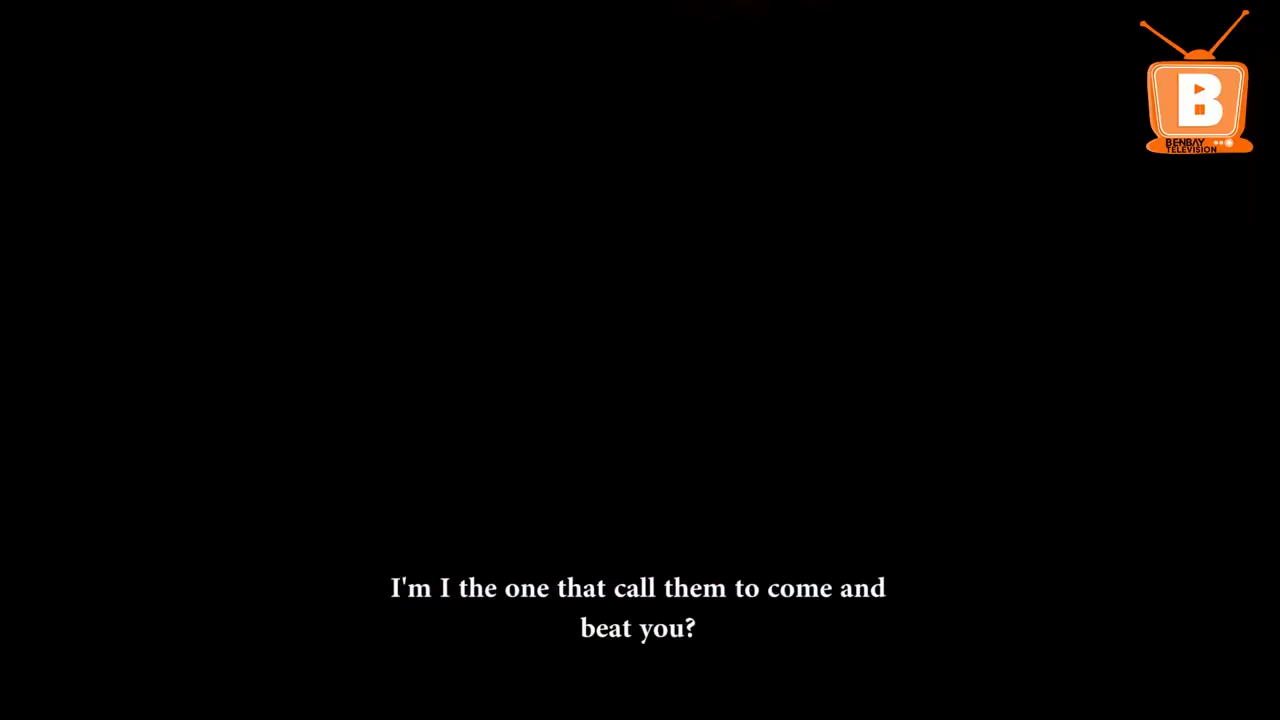 B
BENBAY
TELEVISION
I'm I the one that call them to come and
beat you?